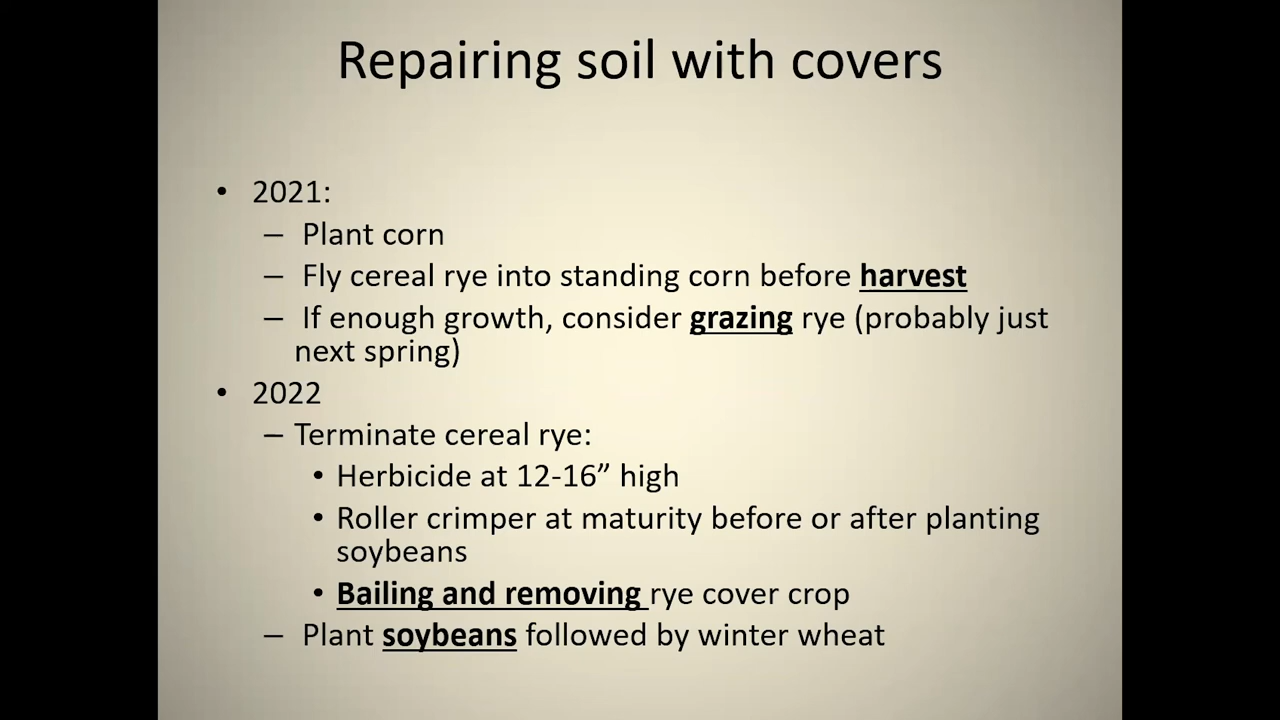 Repairing soil with covers
• 2021:
– Plant corn
– Fly cereal rye into standing corn before harvest
– If enough growth, consider grazing rye (probably just
next spring)
• 2022
– Terminate cereal rye:
• Herbicide at 12-16” high
• Roller crimper at maturity before or after planting
soybeans
• Bailing and removing rye cover crop
– Plant soybeans followed by winter wheat